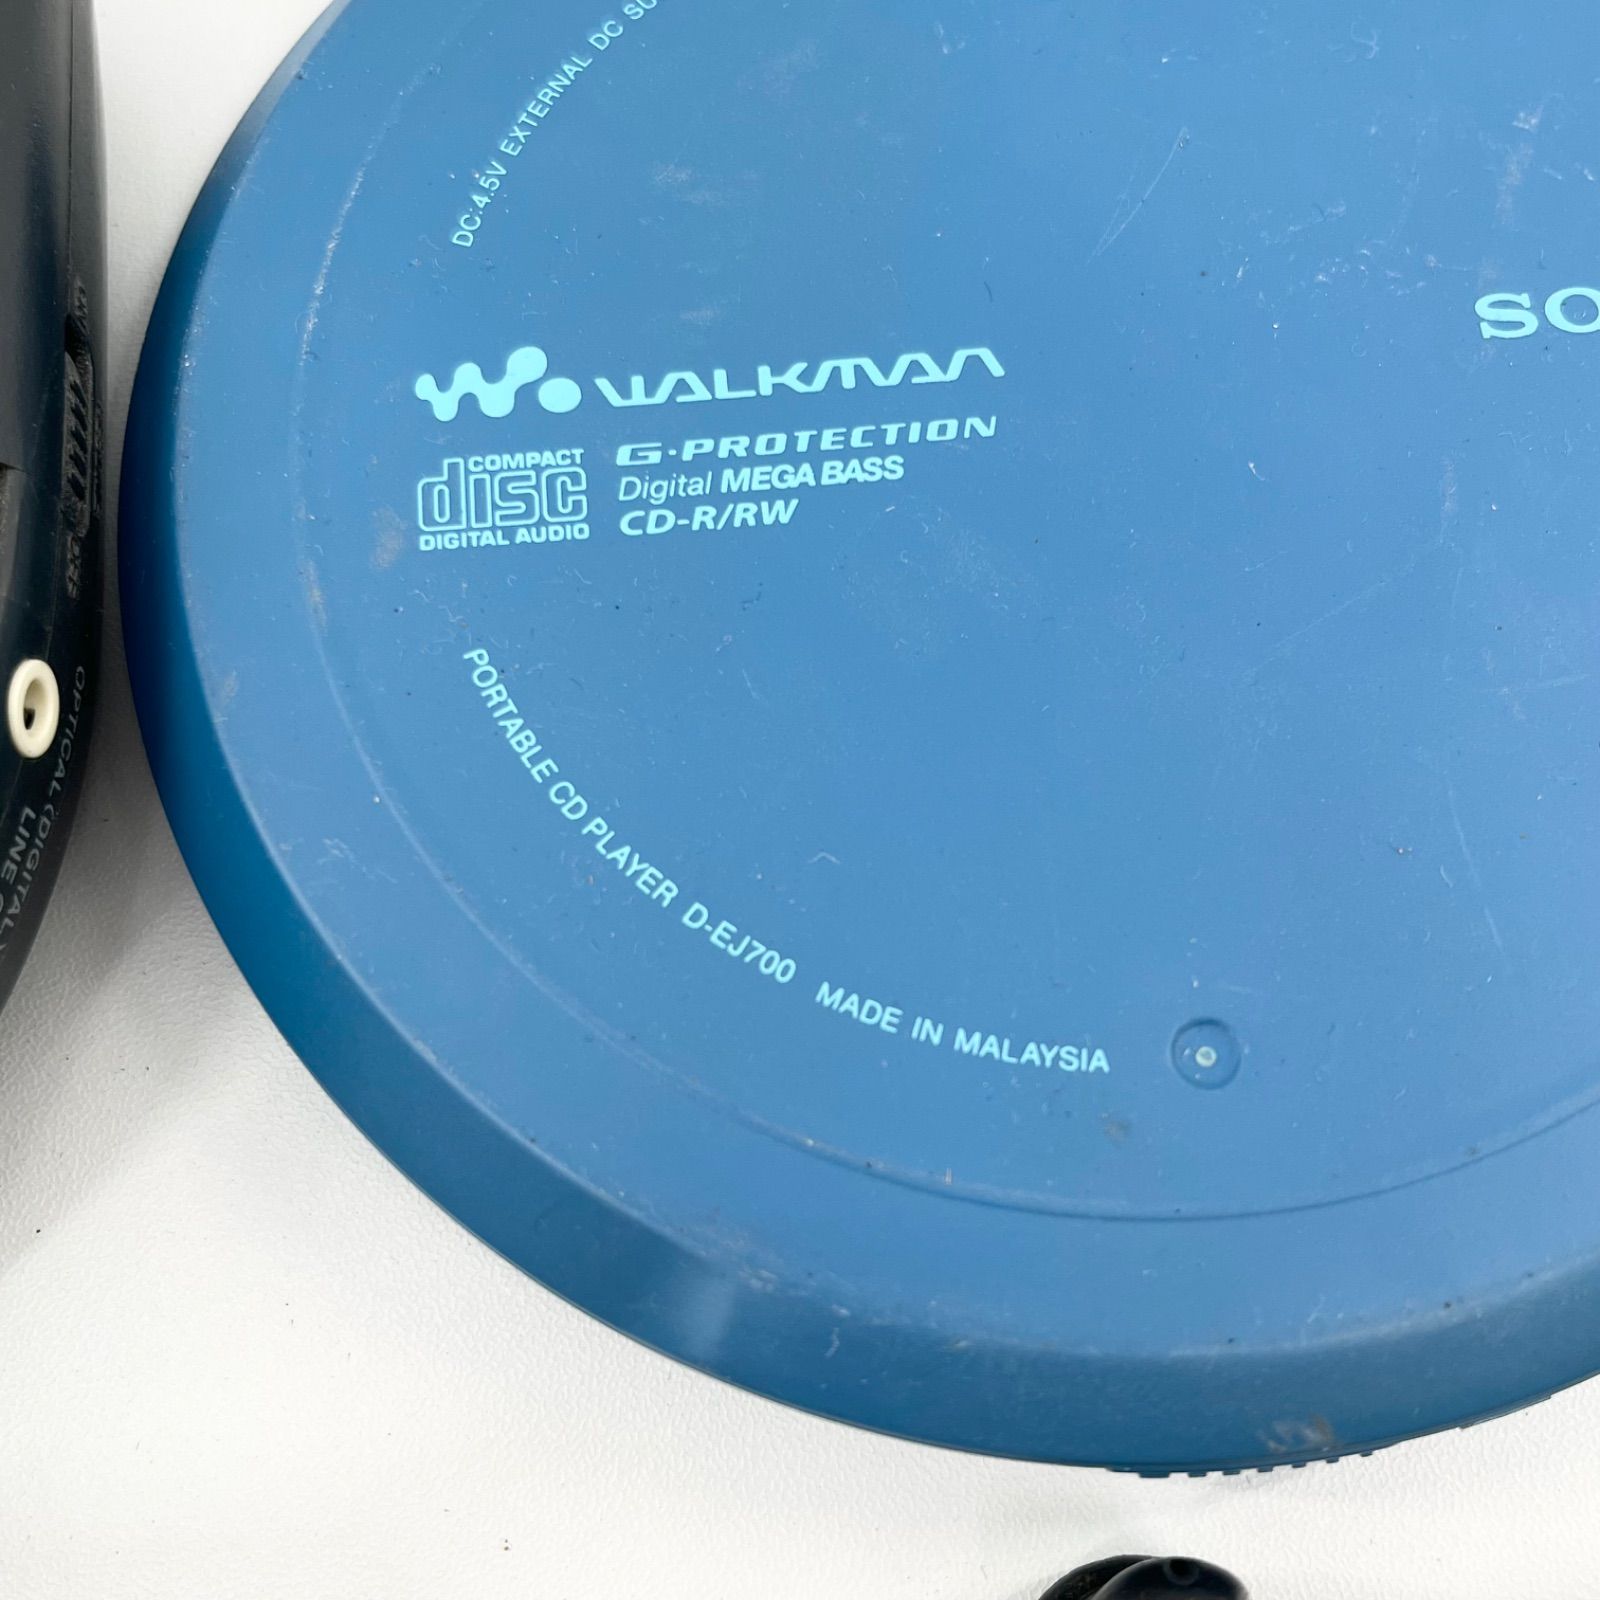 DC:4.5V EXTERNAL DC
WALKMAN
SO
COMPACT
disc
DIGITAL AUDIO
G·PROTECTION
Digital MEGA BASS
CD-R/RW
PORTABLE CD PLAYER D-EJ700 MADE IN MALAYSIA
OPTICAL (DIGITAL)
LINE